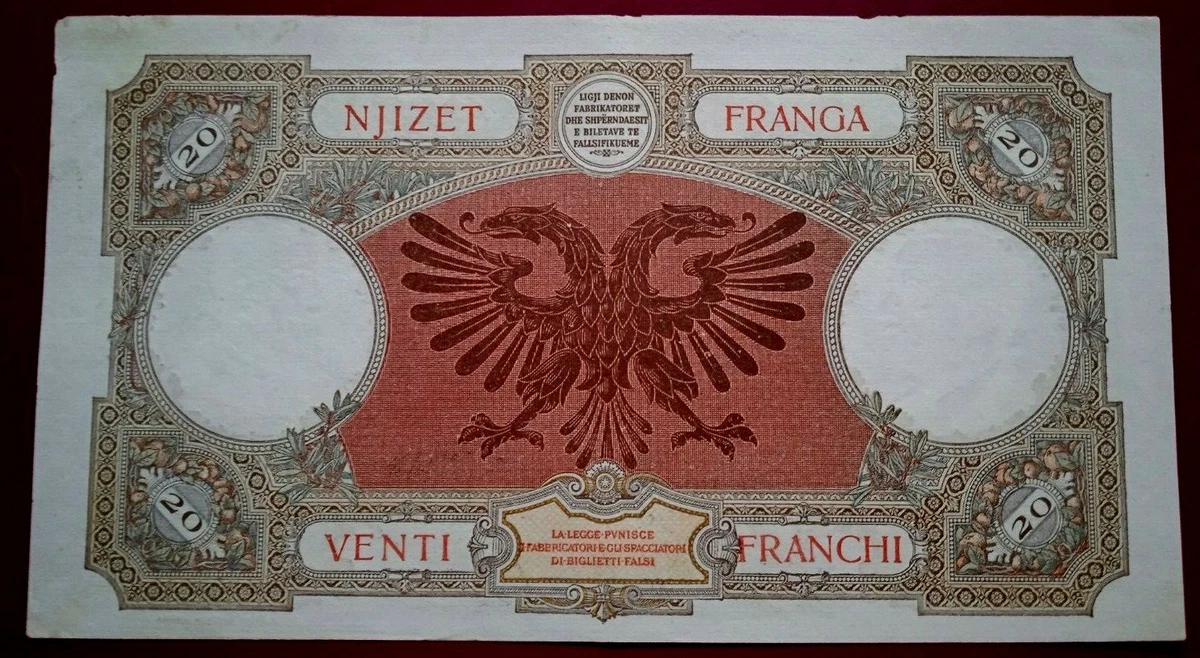 NJIZET
LIGJI DENON
FABRIKATORET
DHE SHPËRNDAESIT
E BILETAVE TE
FALLSIFIKUEME
FRANGA
20
20
20
20
VENTI
LA·LEGGE·PVNISCE
I·FABBRICATORI·E·GLI·SPACCIATORI
DI·BIGLIETTI·FALSI
FRANCHI